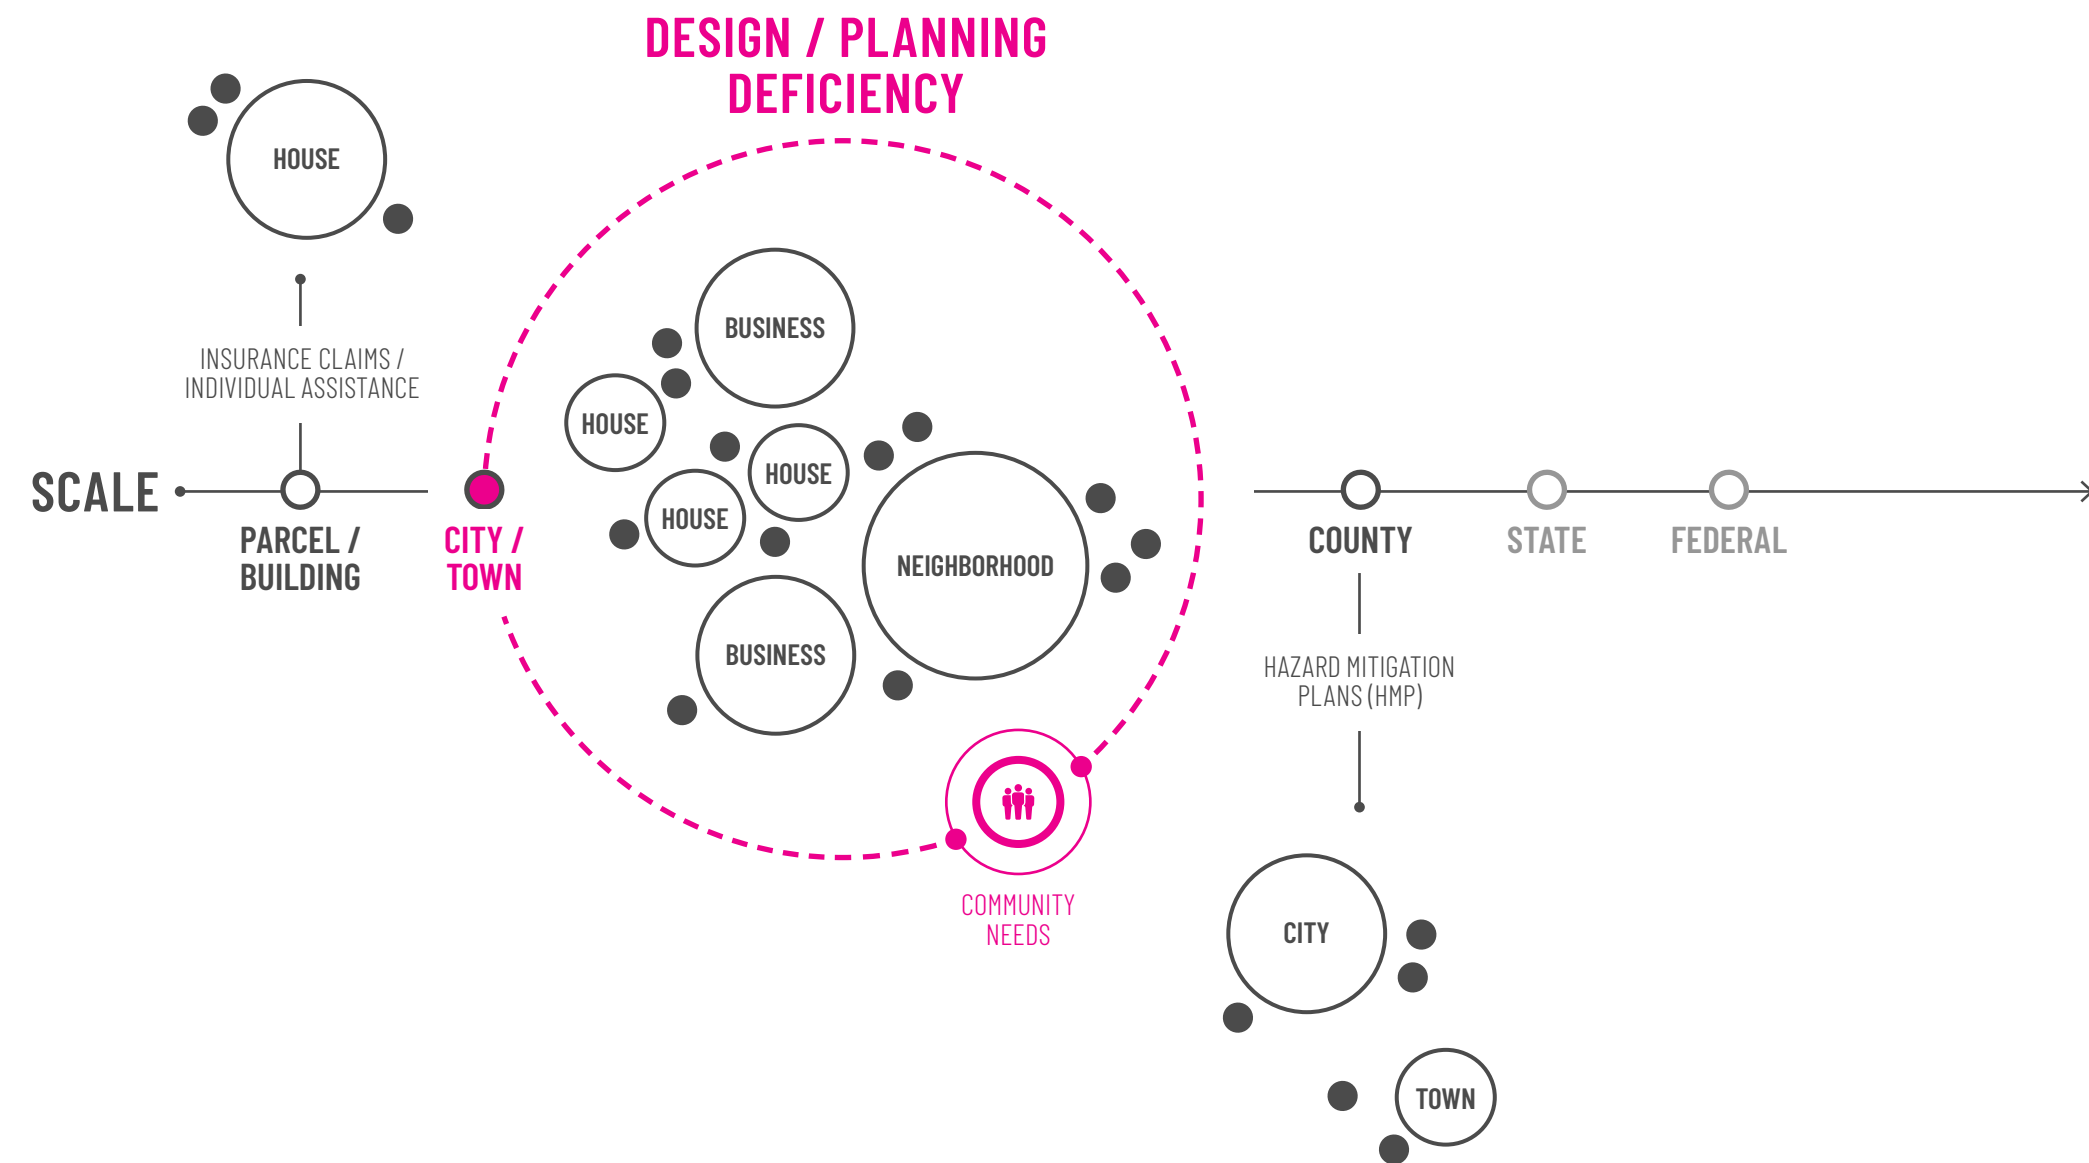 DESIGN / PLANNING
DEFICIENCY
HOUSE
INSURANCE CLAIMS /
INDIVIDUAL ASSISTANCE
SCALE
PARCEL /
BUILDING
CITY /
TOWN
BUSINESS
HOUSE
HOUSE
HOUSE
NEIGHBORHOOD
BUSINESS
COMMUNITY
NEEDS
COUNTY
STATE
FEDERAL
HAZARD MITIGATION
PLANS (HMP)
CITY
TOWN